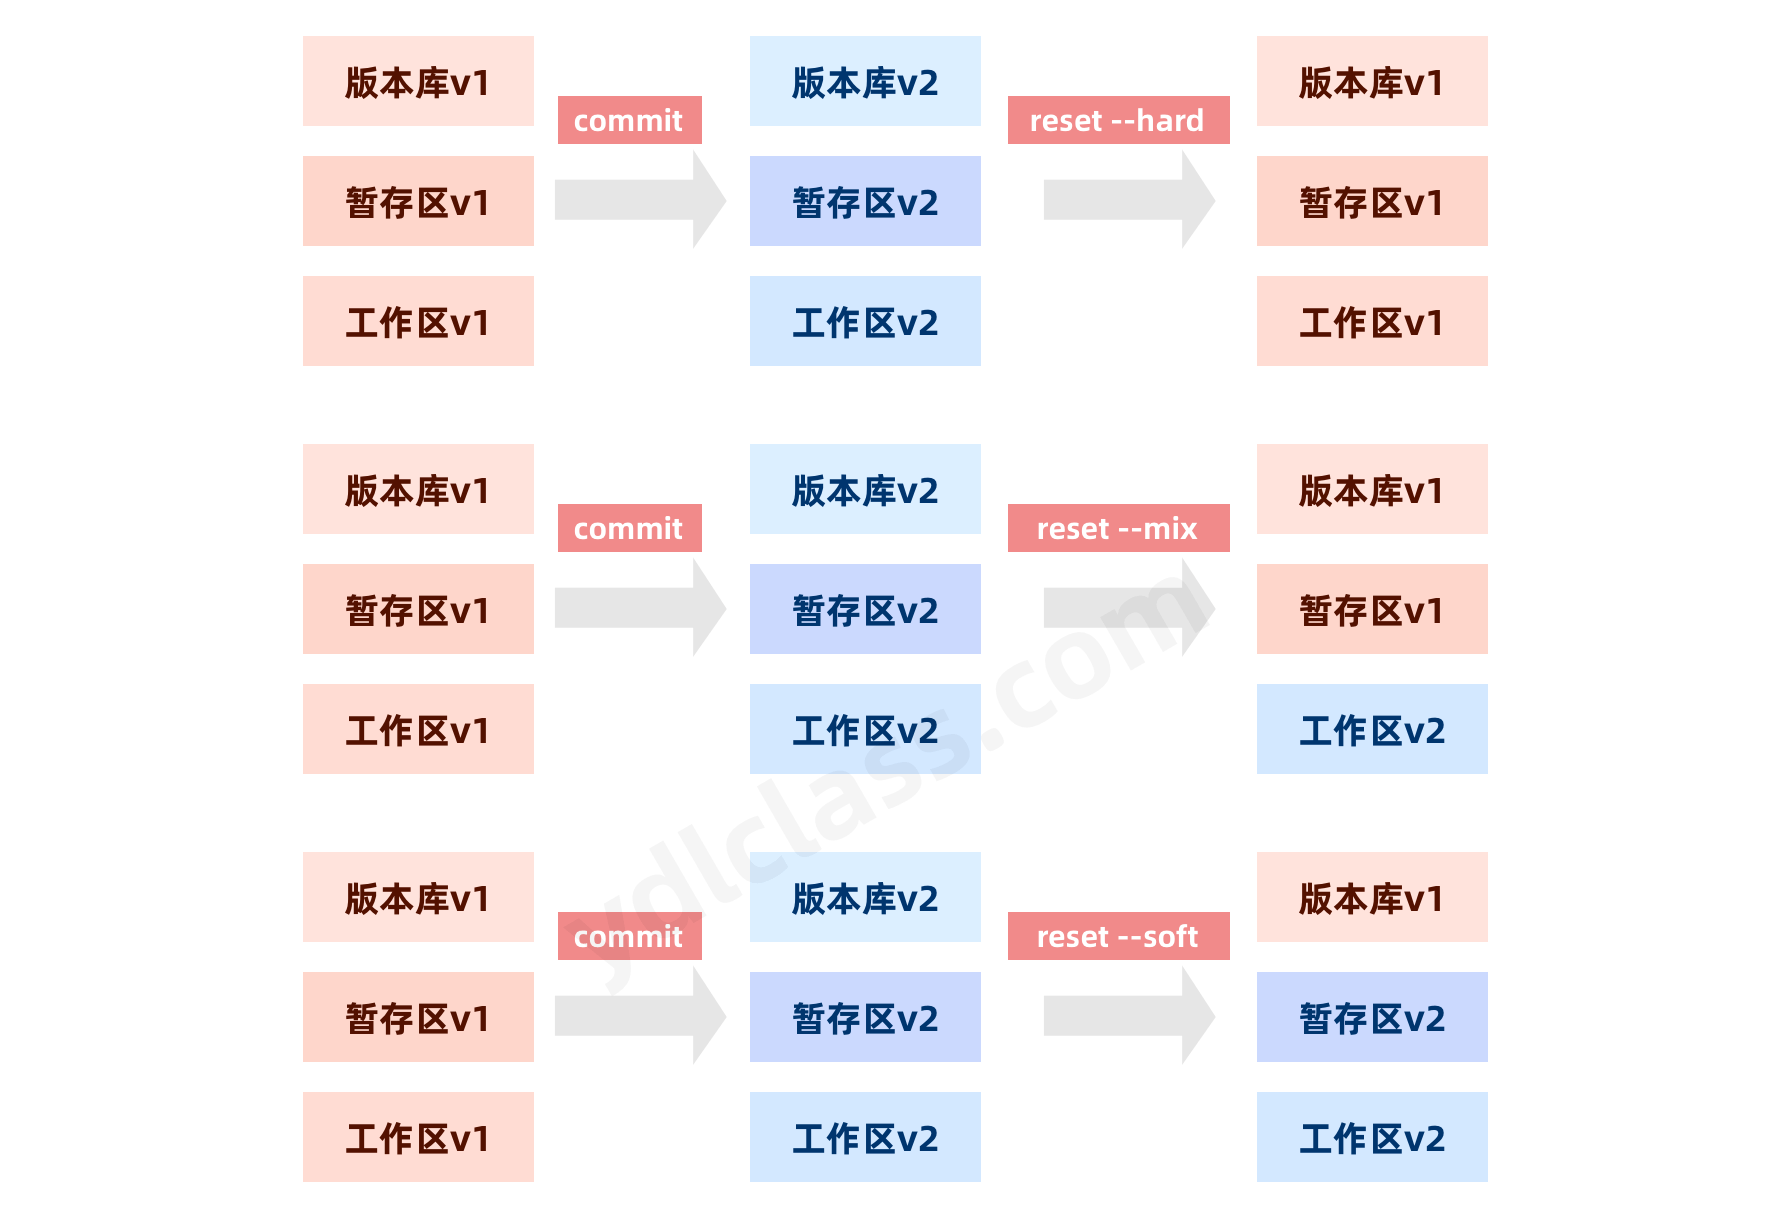 版本库v1
commit
版本库v2
reset --hard
版本库v1
暂存区v1
暂存区v2
暂存区v1
工作区v1
工作区v2
工作区v1
版本库v1
commit
版本库v2
reset --mix
版本库v1
暂存区v1
暂存区v2
暂存区v1
工作区v1
工作区v2
工作区v2
版本库v1
commit
版本库v2
reset --soft
版本库v1
暂存区v1
暂存区v2
暂存区v2
工作区v1
工作区v2
工作区v2
ydlclass.com